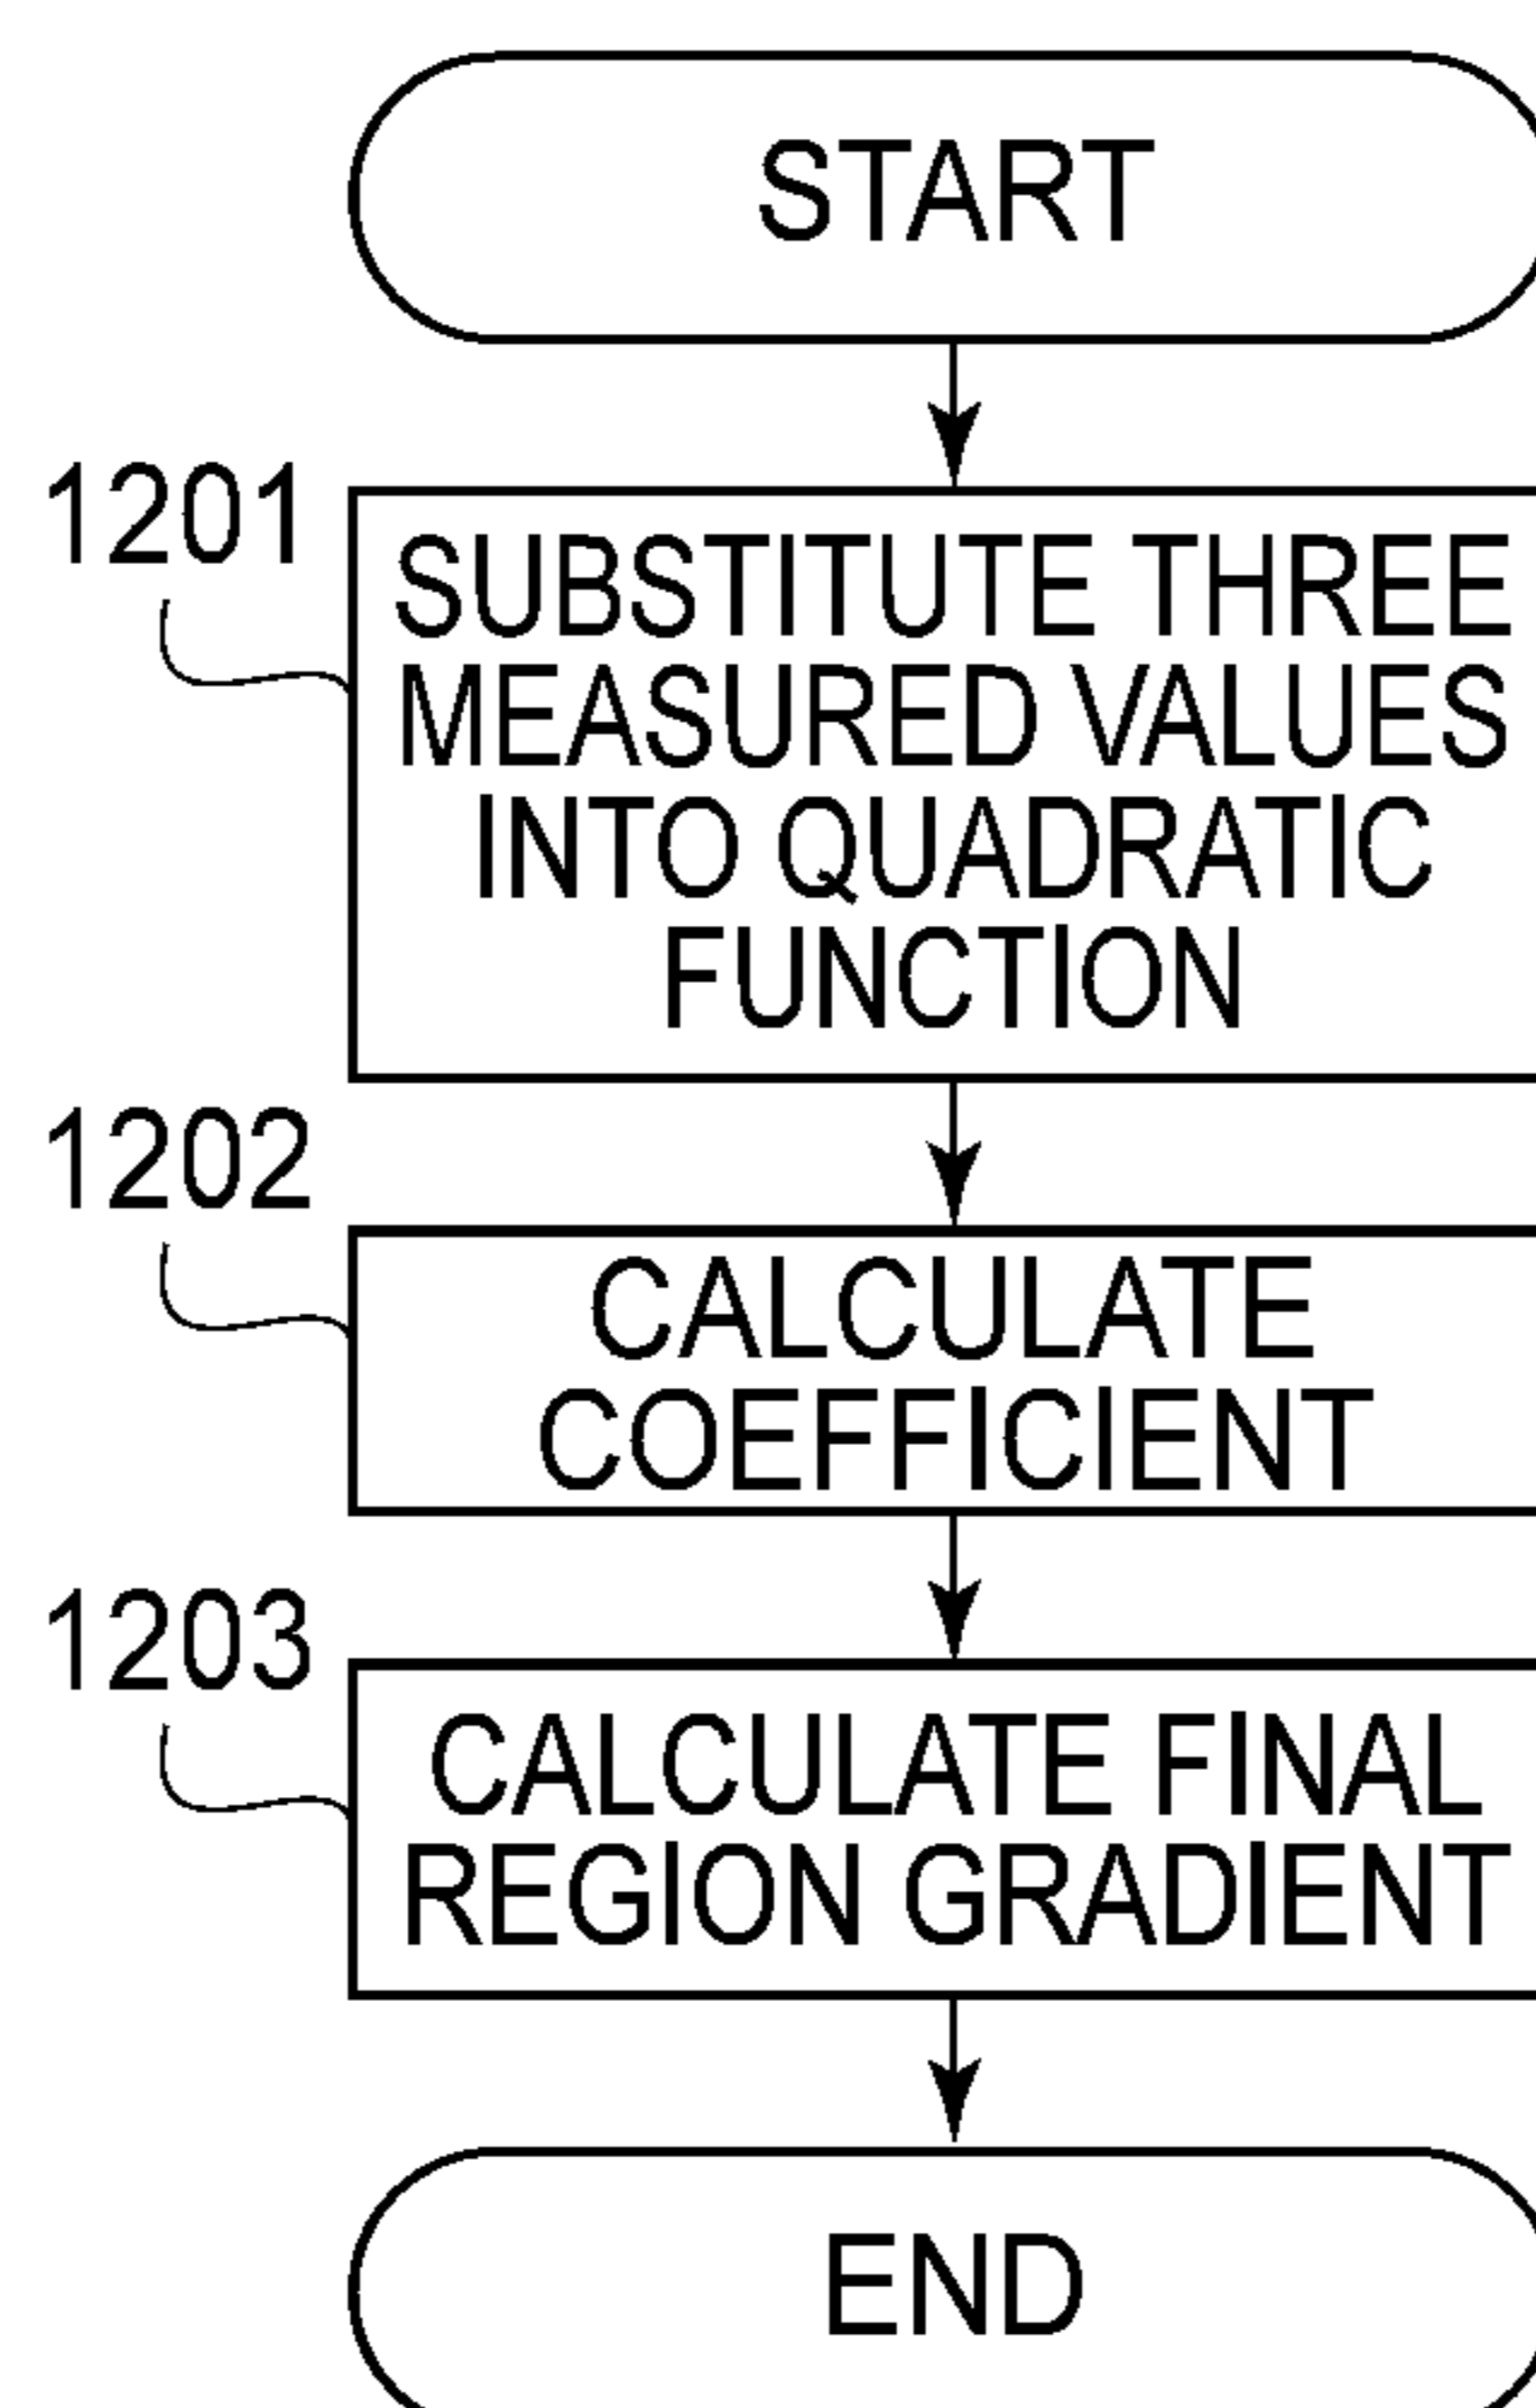 START
1201
SUBSTITUTE THREE
MEASURED VALUES
INTO QUADRATIC
FUNCTION
1202
CALCULATE
COEFFICIENT
1203
CALCULATE FINAL
REGION GRADIENT
END